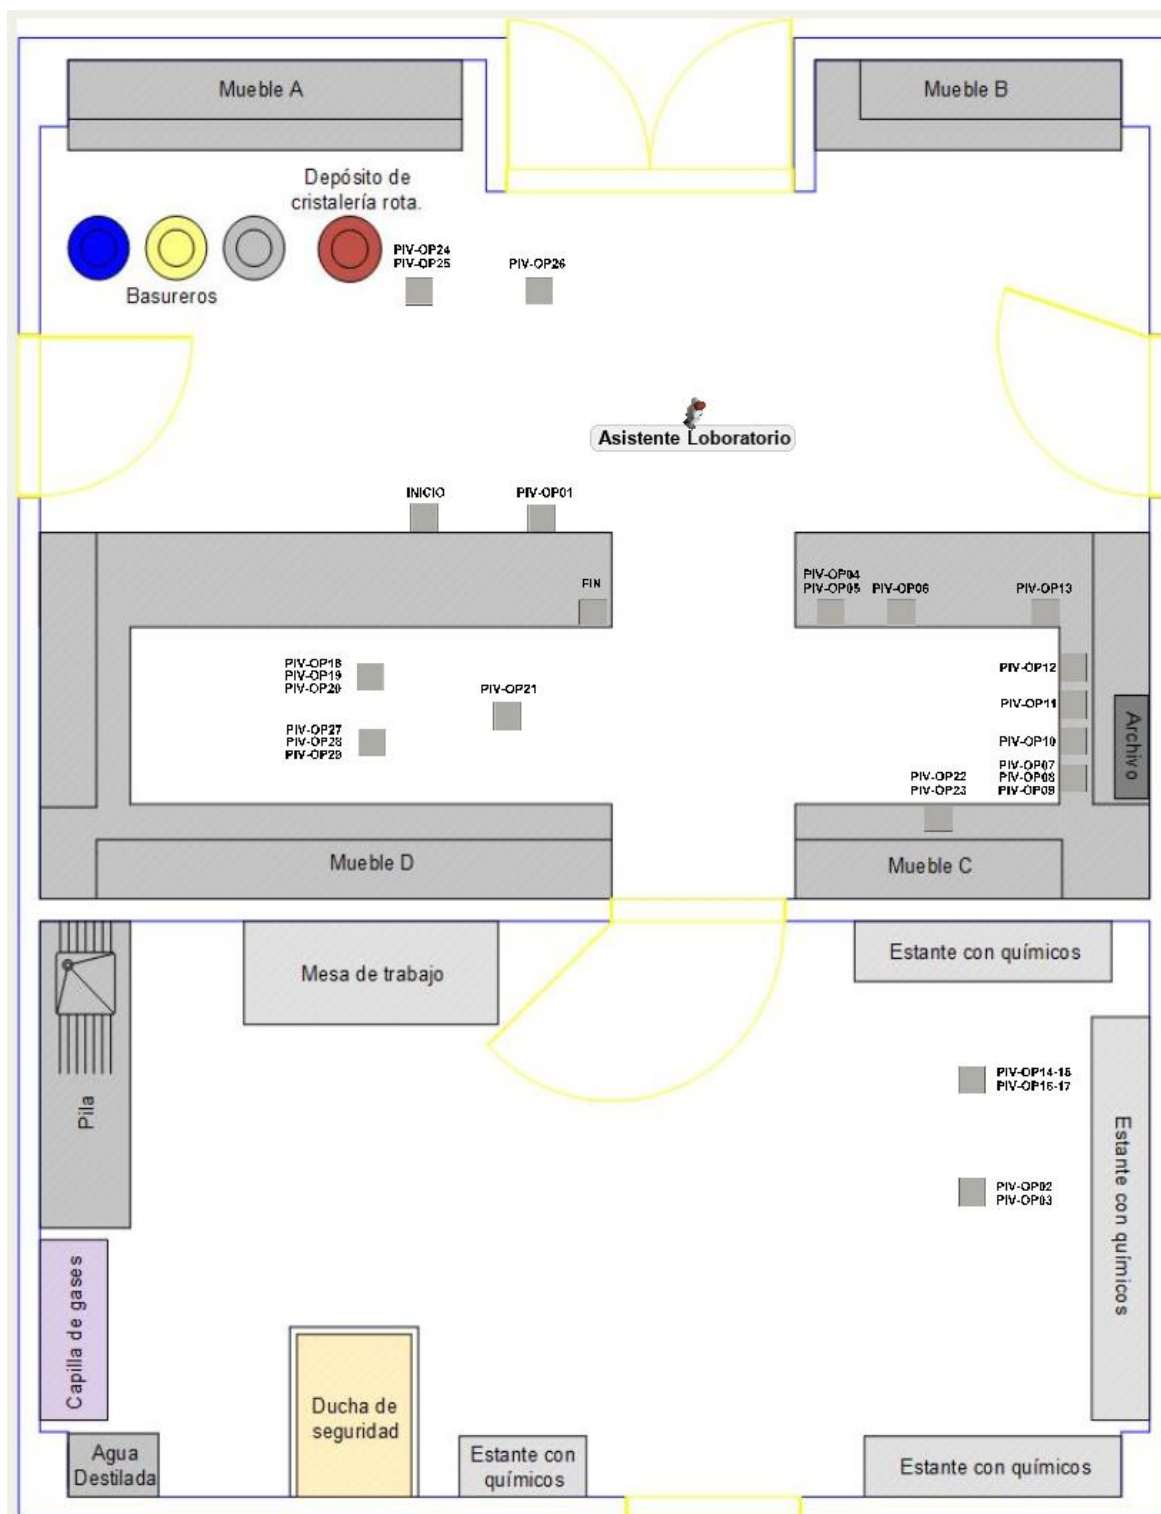 Mueble A
Mueble B
Depósito de
cristalería rota.
PIV-OP24
PIV-OP25
PIV-OP26
Basureros
Asistente Loboratorio
INICIO
PIV-OP01
FIN
PIV-OP04
PIV-OP05
PIV-OP06
PIV-OP13
PIV-OP18
PIV-OP19
PIV-OP20
PIV-OP12
PIV-OP21
PIV-OP11
Archivo
PIV-OP27
PIV-OP28
PIV-OP29
PIV-OP10
PIV-OP07
PIV-OP08
PIV-OP09
PIV-OP22
PIV-OP23
Mueble D
Mueble C
Mesa de trabajo
Estante con químicos
Pila
PIV-OP14-15
PIV-OP16-17
Estante con químicos
PIV-OP02
PIV-OP03
Capilla de gases
Ducha de
seguridad
Agua
Destilada
Estante con
químicos
Estante con químicos